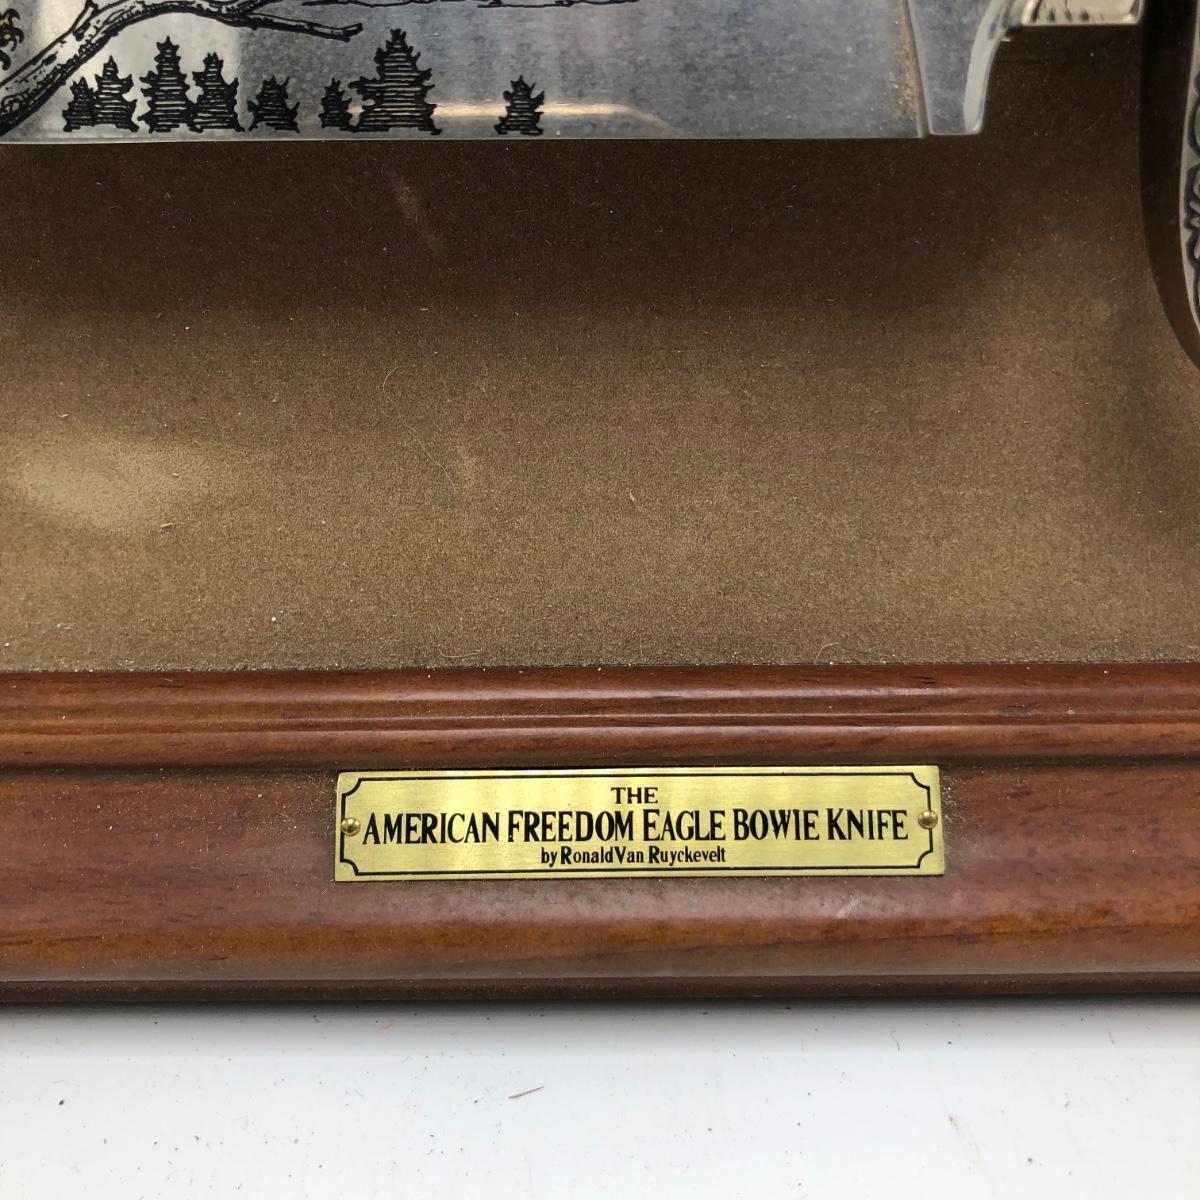 THE
AMERICAN FREEDOM EAGLE BOWIE KNIFE
by Ronald Van Ruyckevelt